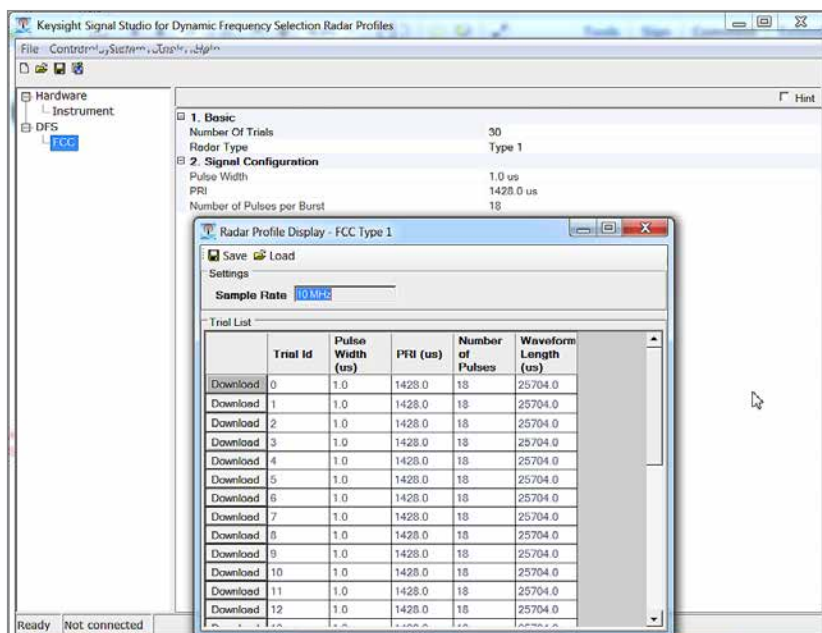 Keysight Signal Studio for Dynamic Frequency Selection Radar Profiles
File Control System Tools Help
Hardware
Instrument
DFS
FCC
Hint
1. Basic
Number Of Trials 30
Radar Type Type 1
2. Signal Configuration
Pulse Width 1.0 us
PRI 1428.0 us
Number of Pulses per Burst 18
Radar Profile Display - FCC Type 1
Save Load
Settings
Sample Rate 10 MHz
Trial List
Trial Id Pulse Width (us) PRI (us) Number of Pulses Waveform Length (us)
Download 0 1.0 1428.0 18 25704.0
Download 1 1.0 1428.0 18 25704.0
Download 2 1.0 1428.0 18 25704.0
Download 3 1.0 1428.0 18 25704.0
Download 4 1.0 1428.0 18 25704.0
Download 5 1.0 1428.0 18 25704.0
Download 6 1.0 1428.0 18 25704.0
Download 7 1.0 1428.0 18 25704.0
Download 8 1.0 1428.0 18 25704.0
Download 9 1.0 1428.0 18 25704.0
Download 10 1.0 1428.0 18 25704.0
Download 11 1.0 1428.0 18 25704.0
Download 12 1.0 1428.0 18 25704.0
Ready Not connected